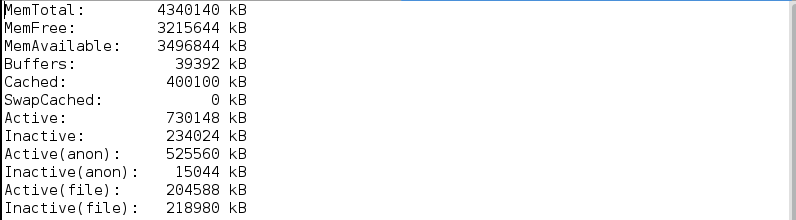 MemTotal:        4340140 kB
MemFree:         3215644 kB
MemAvailable:    3496844 kB
Buffers:           39392 kB
Cached:           400100 kB
SwapCached:            0 kB
Active:           730148 kB
Inactive:         234024 kB
Active(anon):     525560 kB
Inactive(anon):    15044 kB
Active(file):     204588 kB
Inactive(file):   218980 kB